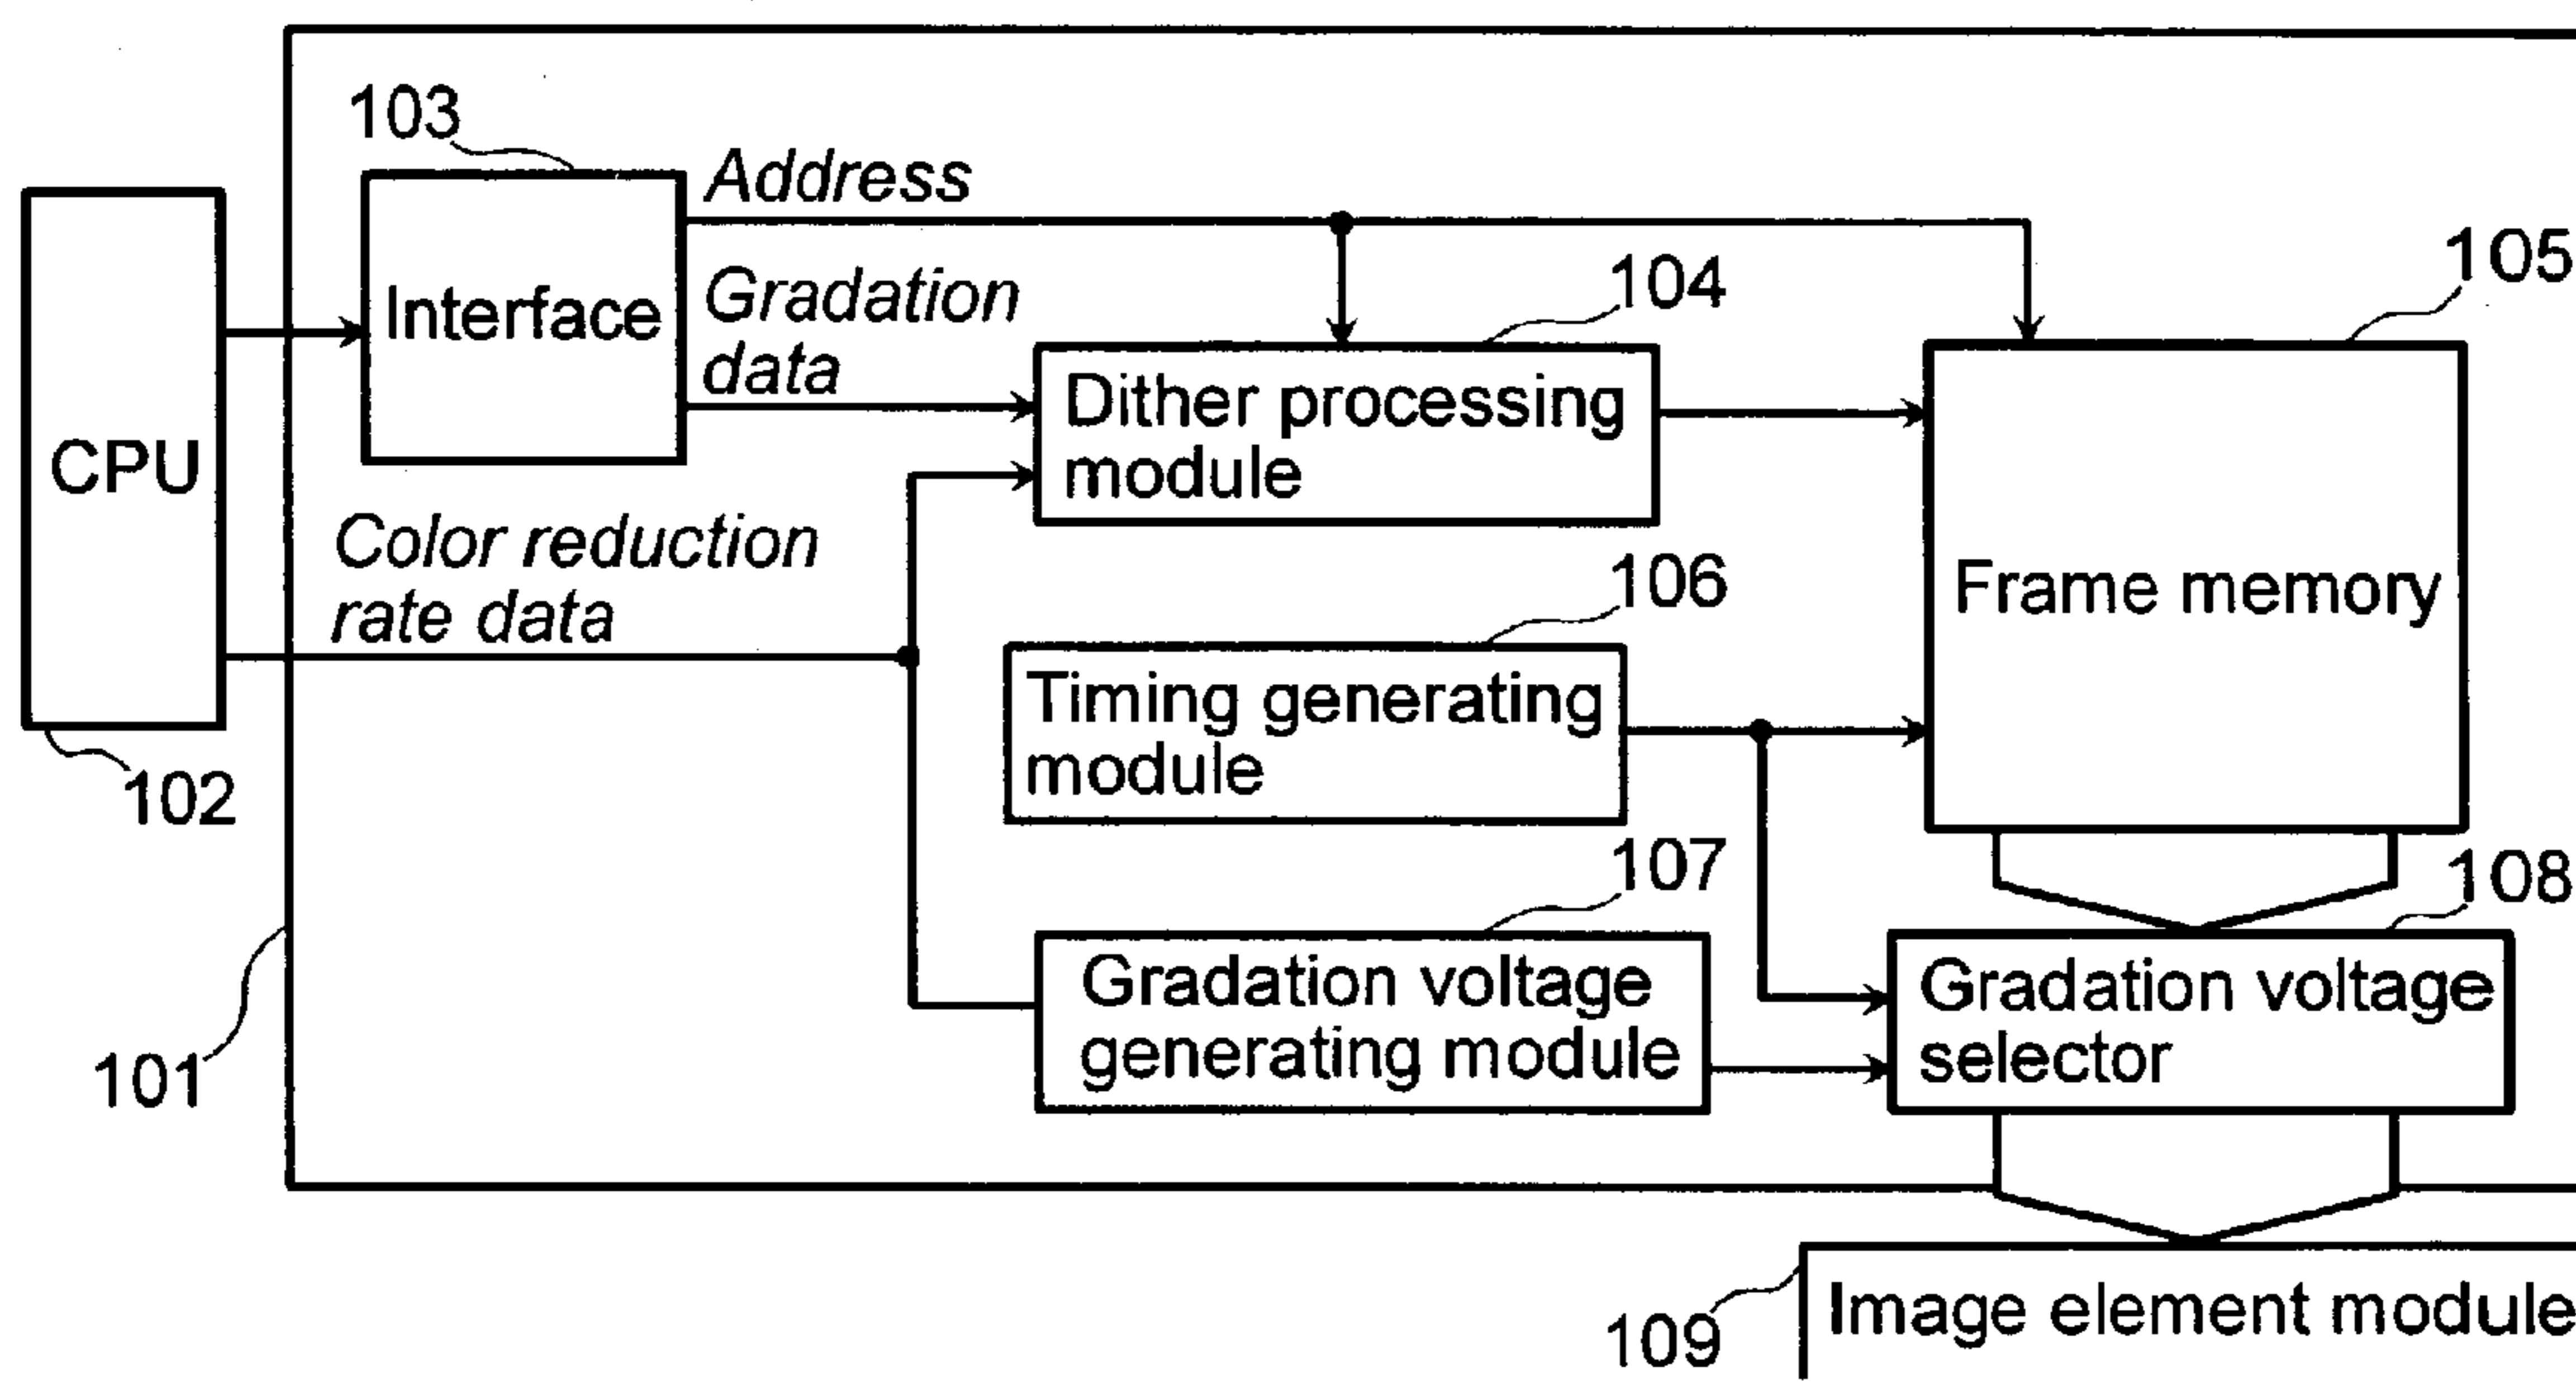 103
Address
105
Interface
Gradation
data
104
CPU
Dither processing
module
Color reduction
rate data
106
Frame memory
Timing generating
module
102
107
108
Gradation voltage
generating module
Gradation voltage
selector
101
109
Image element module